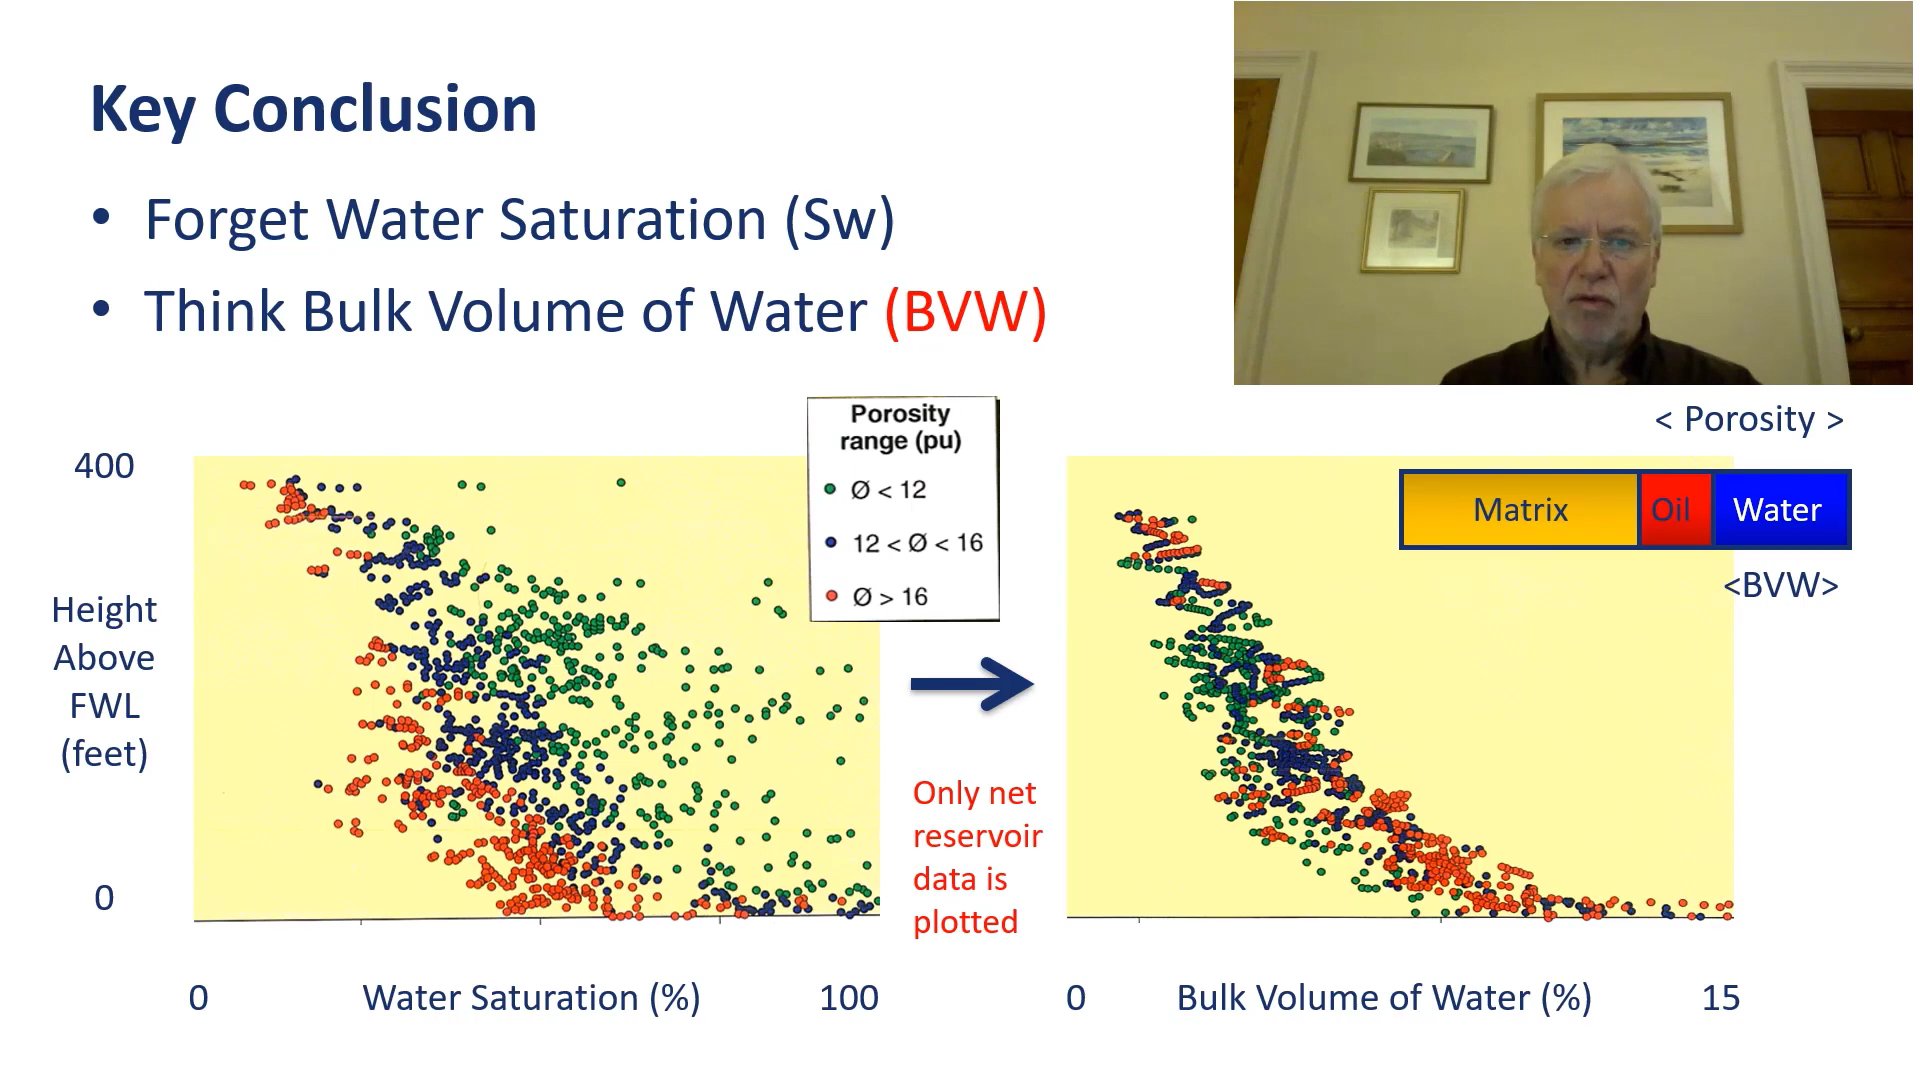 Key Conclusion
• Forget Water Saturation (Sw)
• Think Bulk Volume of Water (BVW)
Porosity
range (pu)
Ø < 12
12 < Ø < 16
Ø > 16
< Porosity >
Matrix Oil Water
<BVW>
400
Height
Above
FWL
(feet)
0
Only net
reservoir
data is
plotted
0 Water Saturation (%) 100
0 Bulk Volume of Water (%) 15